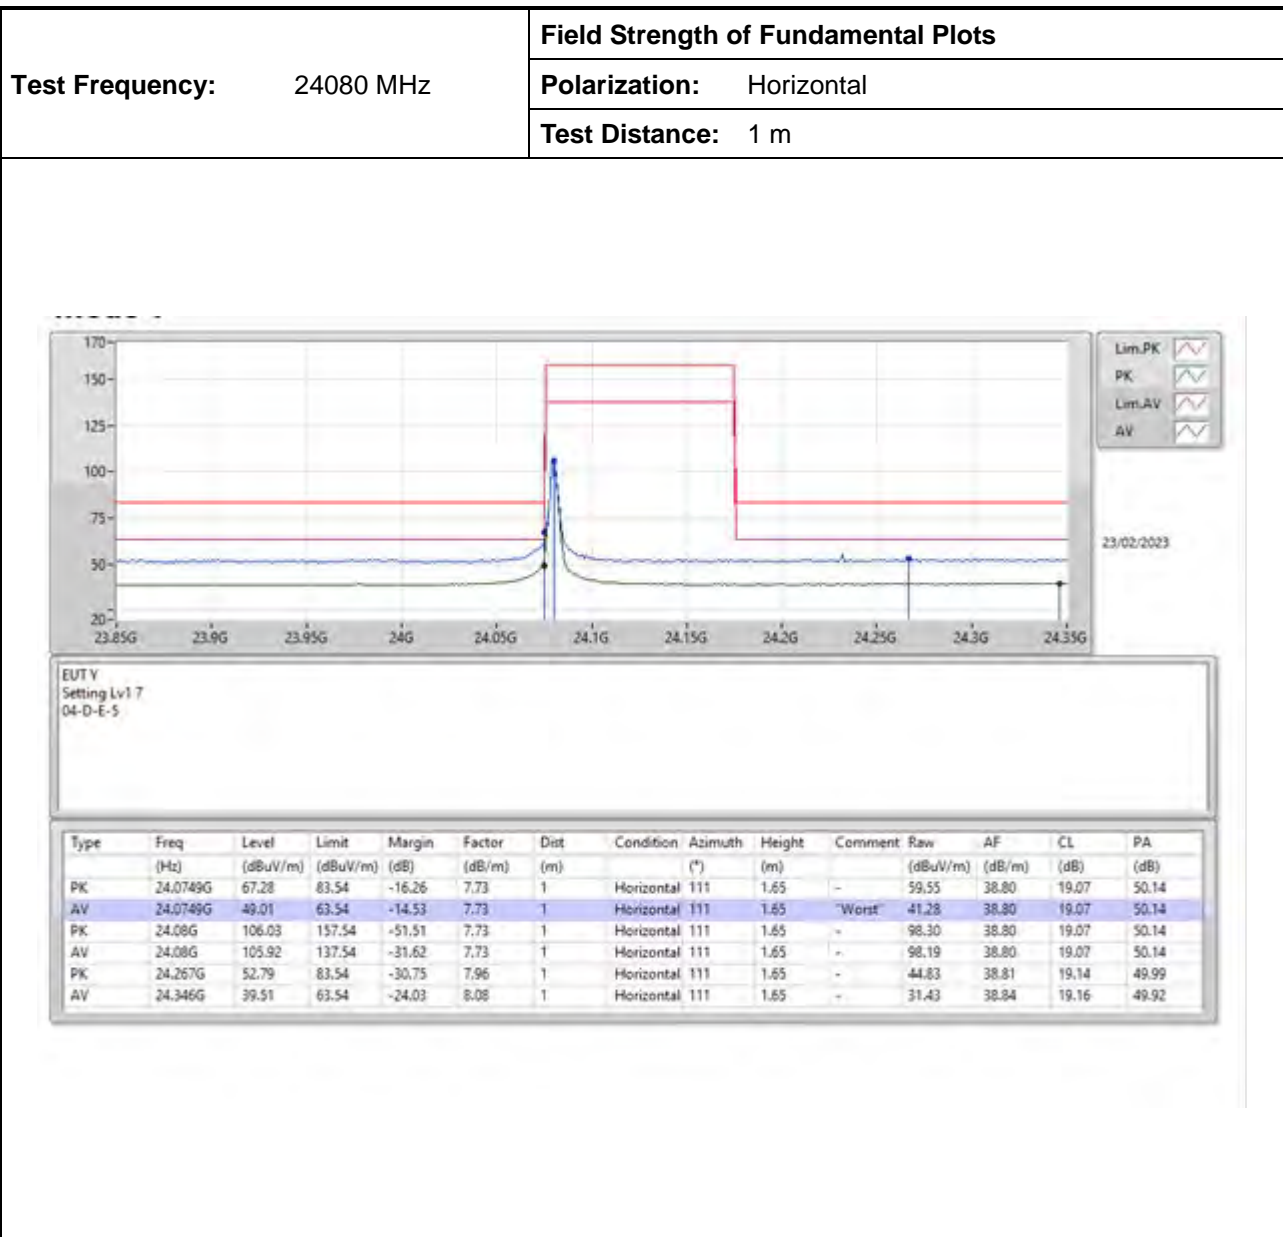 Field Strength of Fundamental Plots
Test Frequency: 24080 MHz
Polarization: Horizontal
Test Distance: 1 m
170
150
125
100
75
50
20
23.85G 23.9G 23.95G 24G 24.05G 24.1G 24.15G 24.2G 24.25G 24.3G 24.35G
Lim.PK
PK
Lim.AV
AV
23/02/2023
EUT Y
Setting Lv1 7
04-D-E-5
Type Freq Level Limit Margin Factor Dist Condition Azimuth Height Comment Raw AF CL PA
(Hz) (dBuV/m) (dBuV/m) (dB) (dB/m) (m) (°) (m) (dBuV/m) (dB/m) (dB) (dB)
PK 24.0749G 67.28 83.54 -16.26 7.73 1 Horizontal 111 1.65 - 59.55 38.80 19.07 50.14
AV 24.0749G 49.01 63.54 -14.53 7.73 1 Horizontal 111 1.65 "Worst" 41.28 38.80 19.07 50.14
PK 24.08G 106.03 157.54 -51.51 7.73 1 Horizontal 111 1.65 - 98.30 38.80 19.07 50.14
AV 24.08G 105.92 137.54 -31.62 7.73 1 Horizontal 111 1.65 - 98.19 38.80 19.07 50.14
PK 24.267G 52.79 83.54 -30.75 7.96 1 Horizontal 111 1.65 - 44.83 38.81 19.14 49.99
AV 24.346G 39.51 63.54 -24.03 8.08 1 Horizontal 111 1.65 - 31.43 38.84 19.16 49.92